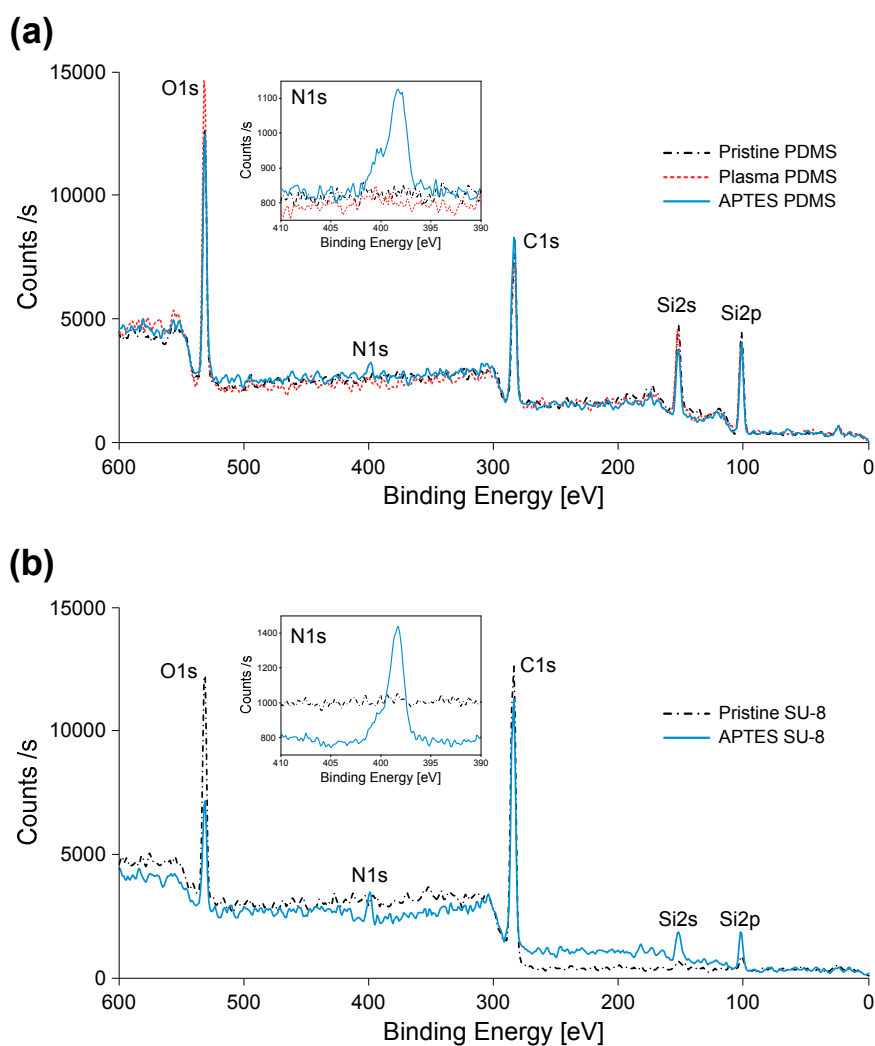 (a)
15000
10000
5000
0
Counts /s
O1s
N1s
C1s
Si2s
Si2p
600
500
400
300
200
100
0
Binding Energy [eV]
N1s
1100
1000
900
800
Counts /s
410
405
400
395
390
Binding Energy [eV]
Pristine PDMS
Plasma PDMS
APTES PDMS
(b)
15000
10000
5000
0
Counts /s
O1s
N1s
C1s
Si2s
Si2p
600
500
400
300
200
100
0
Binding Energy [eV]
N1s
1400
1200
1000
800
Counts /s
410
405
400
395
390
Binding Energy [eV]
Pristine SU-8
APTES SU-8